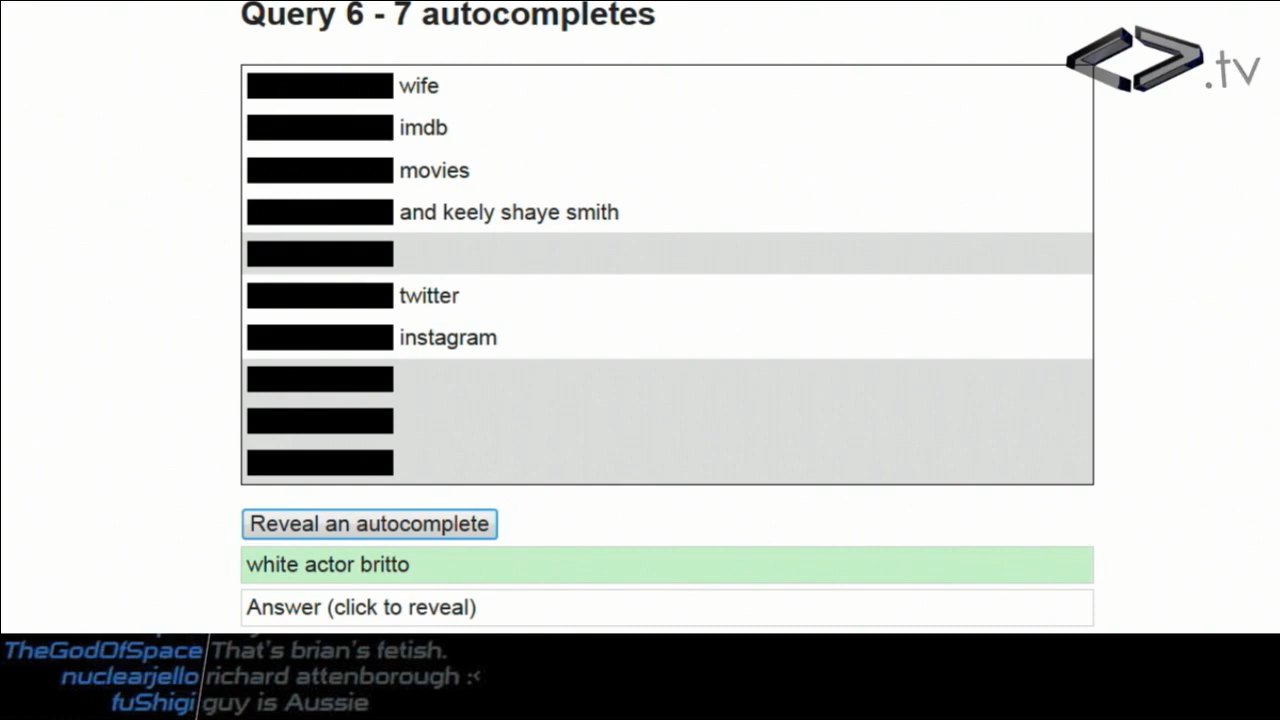 Query 6 - 7 autocompletes
.tv
wife
imdb
movies
and keely shaye smith
twitter
instagram
Reveal an autocomplete
white actor britto
Answer (click to reveal)
TheGodOfSpace That's brian's fetish.
nuclearjello richard attenborough :<
fuShigi guy is Aussie